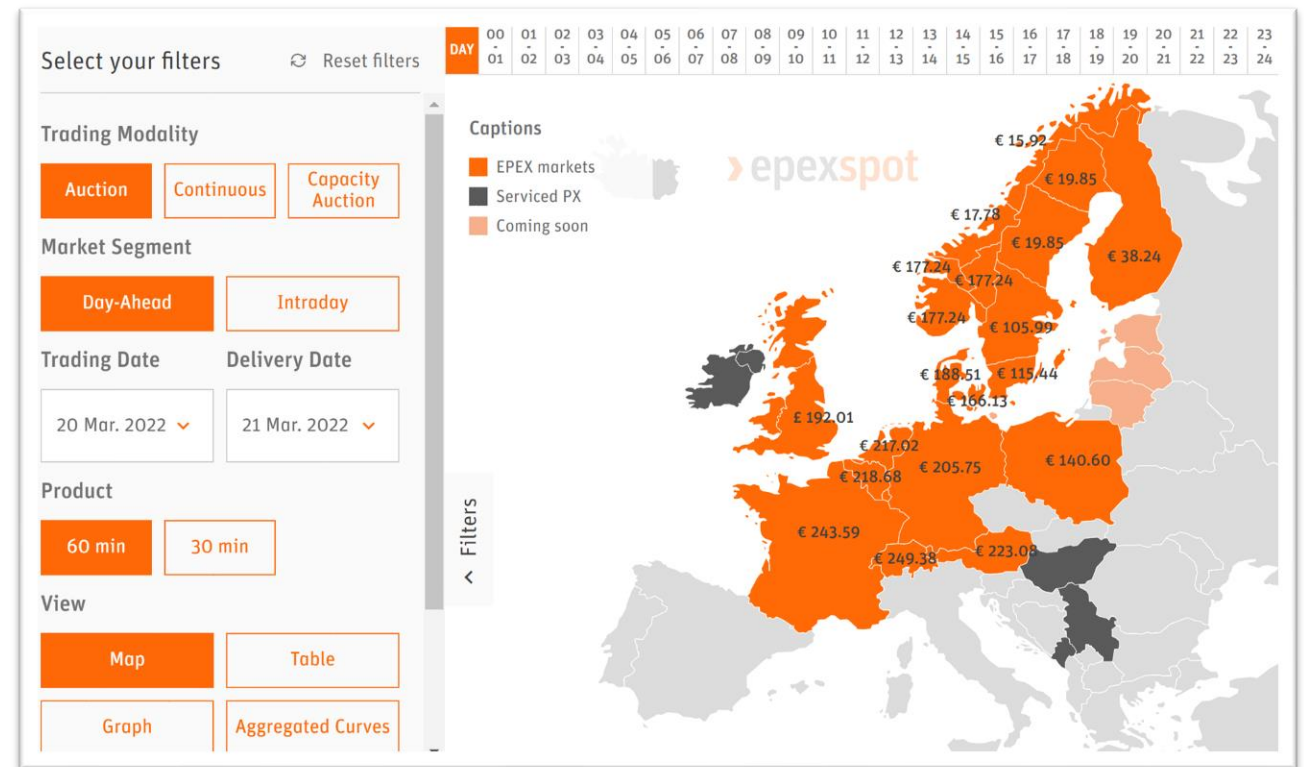 Select your filters
Reset filters
Trading Modality
Auction
Continuous
Capacity
Auction
Market Segment
Day-Ahead
Intraday
Trading Date
Delivery Date
20 Mar. 2022
21 Mar. 2022
Product
60 min
30 min
View
Map
Table
Graph
Aggregated Curves
DAY
00 - 01
01 - 02
02 - 03
03 - 04
04 - 05
05 - 06
06 - 07
07 - 08
08 - 09
09 - 10
10 - 11
11 - 12
12 - 13
13 - 14
14 - 15
15 - 16
16 - 17
17 - 18
18 - 19
19 - 20
20 - 21
21 - 22
22 - 23
23 - 24
Captions
EPEX markets
Serviced PX
Coming soon
epexspot
Filters
€ 15.92
€ 19.85
€ 17.78
€ 19.85
€ 38.24
€ 177.24
€ 177.24
€ 177.24
€ 105.99
€ 188.51
€ 115.44
€ 166.13
£ 192.01
€ 217.02
€ 205.75
€ 140.60
€ 218.68
€ 243.59
€ 249.38
€ 223.08